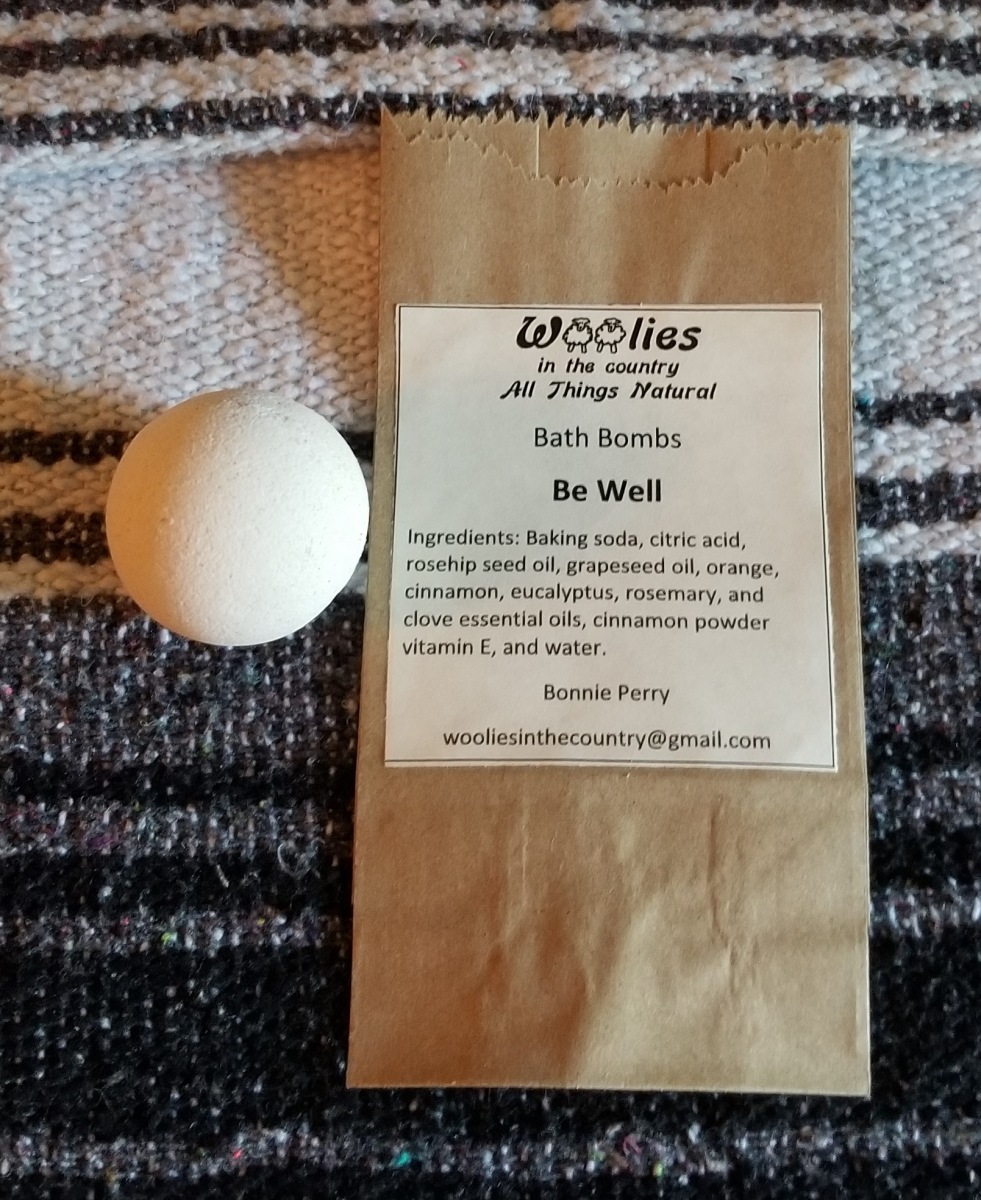 Woolies
in the country
All Things Natural
Bath Bombs
Be Well
Ingredients: Baking soda, citric acid,
rosehip seed oil, grapeseed oil, orange,
cinnamon, eucalyptus, rosemary, and
clove essential oils, cinnamon powder
vitamin E, and water.
Bonnie Perry
wooliesinthecountry@gmail.com